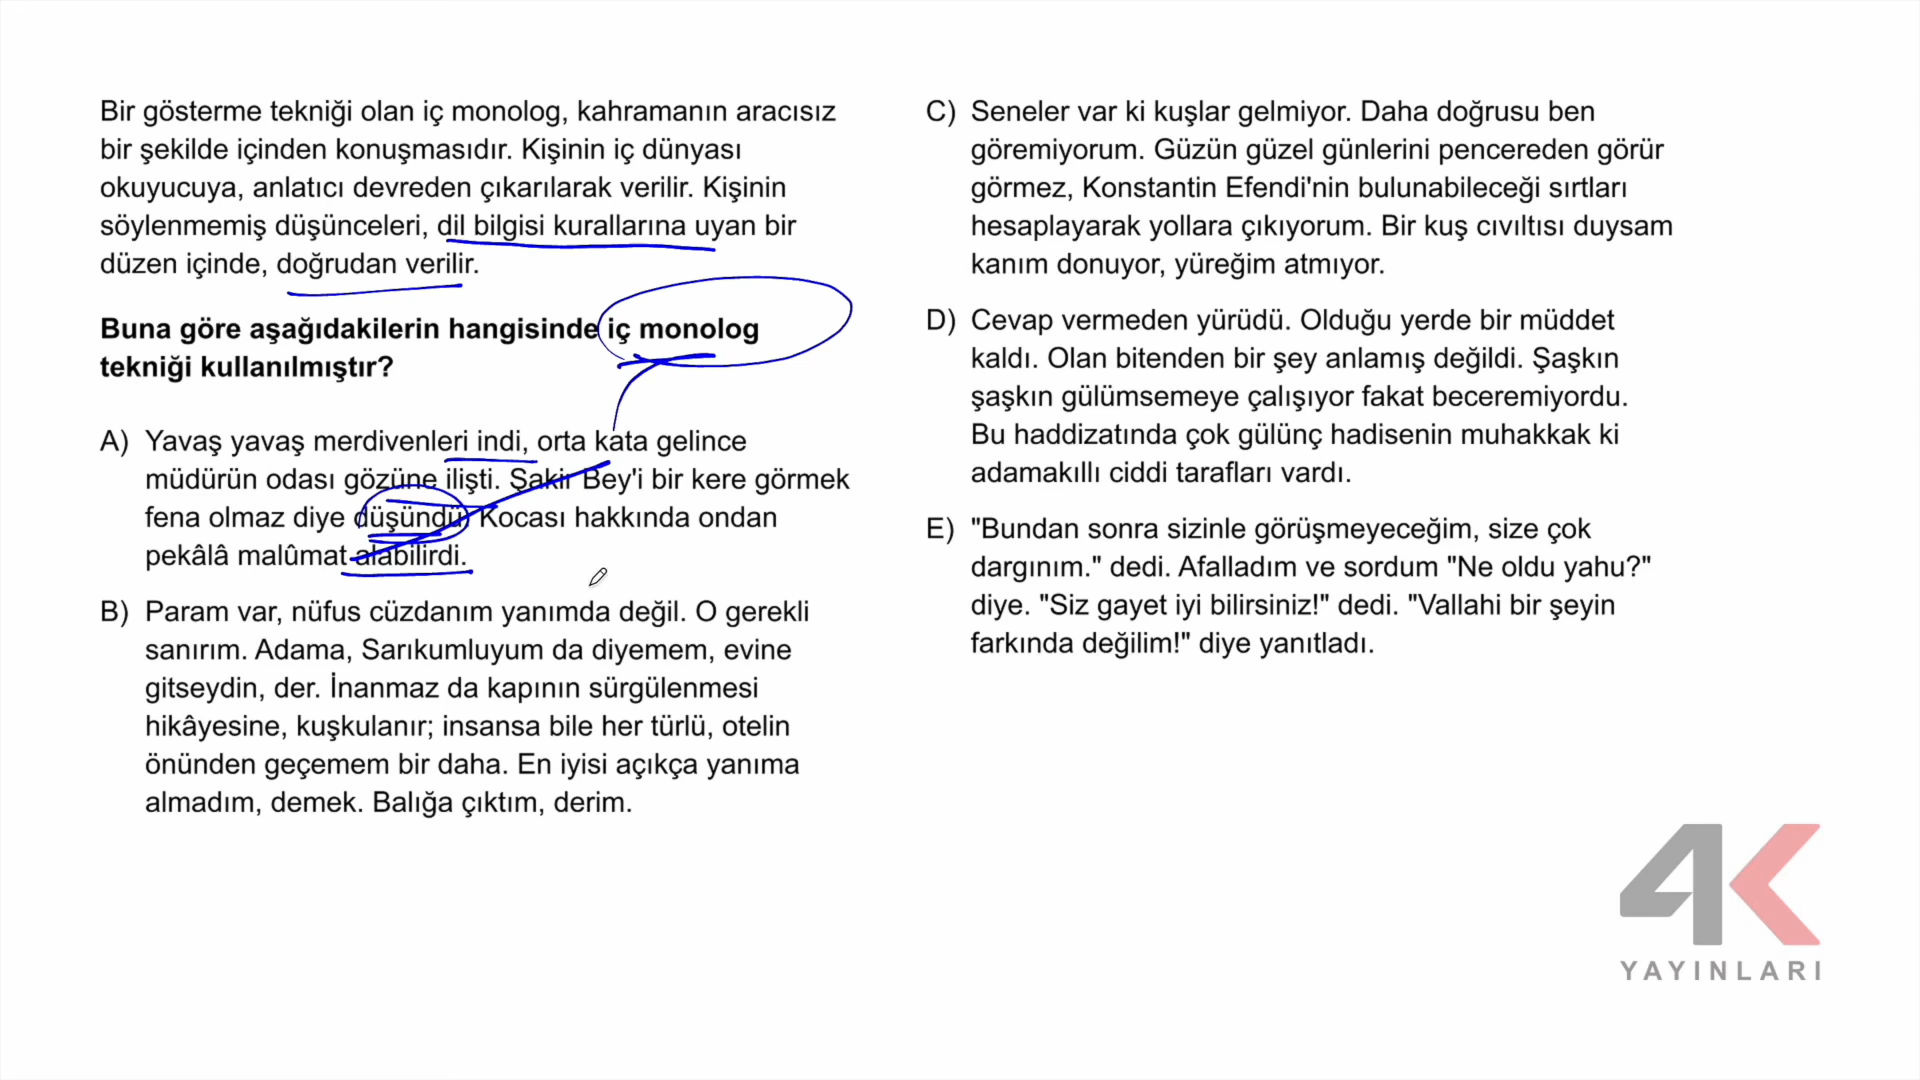 Bir gösterme tekniği olan iç monolog, kahramanın aracısız
bir şekilde içinden konuşmasıdır. Kişinin iç dünyası
okuyucuya, anlatıcı devreden çıkarılarak verilir. Kişinin
söylenmemiş düşünceleri, dil bilgisi kurallarına uyan bir
düzen içinde, doğrudan verilir.
Buna göre aşağıdakilerin hangisinde iç monolog
tekniği kullanılmıştır?
A) Yavaş yavaş merdivenleri indi, orta kata gelince
müdürün odası gözüne ilişti. Şakir Bey'i bir kere görmek
fena olmaz diye düşündü. Kocası hakkında ondan
pekâlâ malûmat alabilirdi.
B) Param var, nüfus cüzdanım yanımda değil. O gerekli
sanırım. Adama, Sarıkumluyum da diyemem, evine
gitseydin, der. İnanmaz da kapının sürgülenmesi
hikâyesine, kuşkulanır; insansa bile her türlü, otelin
önünden geçemem bir daha. En iyisi açıkça yanıma
almadım, demek. Balığa çıktım, derim.
C) Seneler var ki kuşlar gelmiyor. Daha doğrusu ben
göremiyorum. Güzün güzel günlerini pencereden görür
görmez, Konstantin Efendi'nin bulunabileceği sırtları
hesaplayarak yollara çıkıyorum. Bir kuş cıvıltısı duysam
kanım donuyor, yüreğim atmıyor.
D) Cevap vermeden yürüdü. Olduğu yerde bir müddet
kaldı. Olan bitenden bir şey anlamış değildi. Şaşkın
şaşkın gülümsemeye çalışıyor fakat beceremiyordu.
Bu haddizatında çok gülünç hadisenin muhakkak ki
adamakıllı ciddi tarafları vardı.
E) "Bundan sonra sizinle görüşmeyeceğim, size çok
dargınım." dedi. Afalladım ve sordum "Ne oldu yahu?"
diye. "Siz gayet iyi bilirsiniz!" dedi. "Vallahi bir şeyin
farkında değilim!" diye yanıtladı.
4K
YAYINLARI